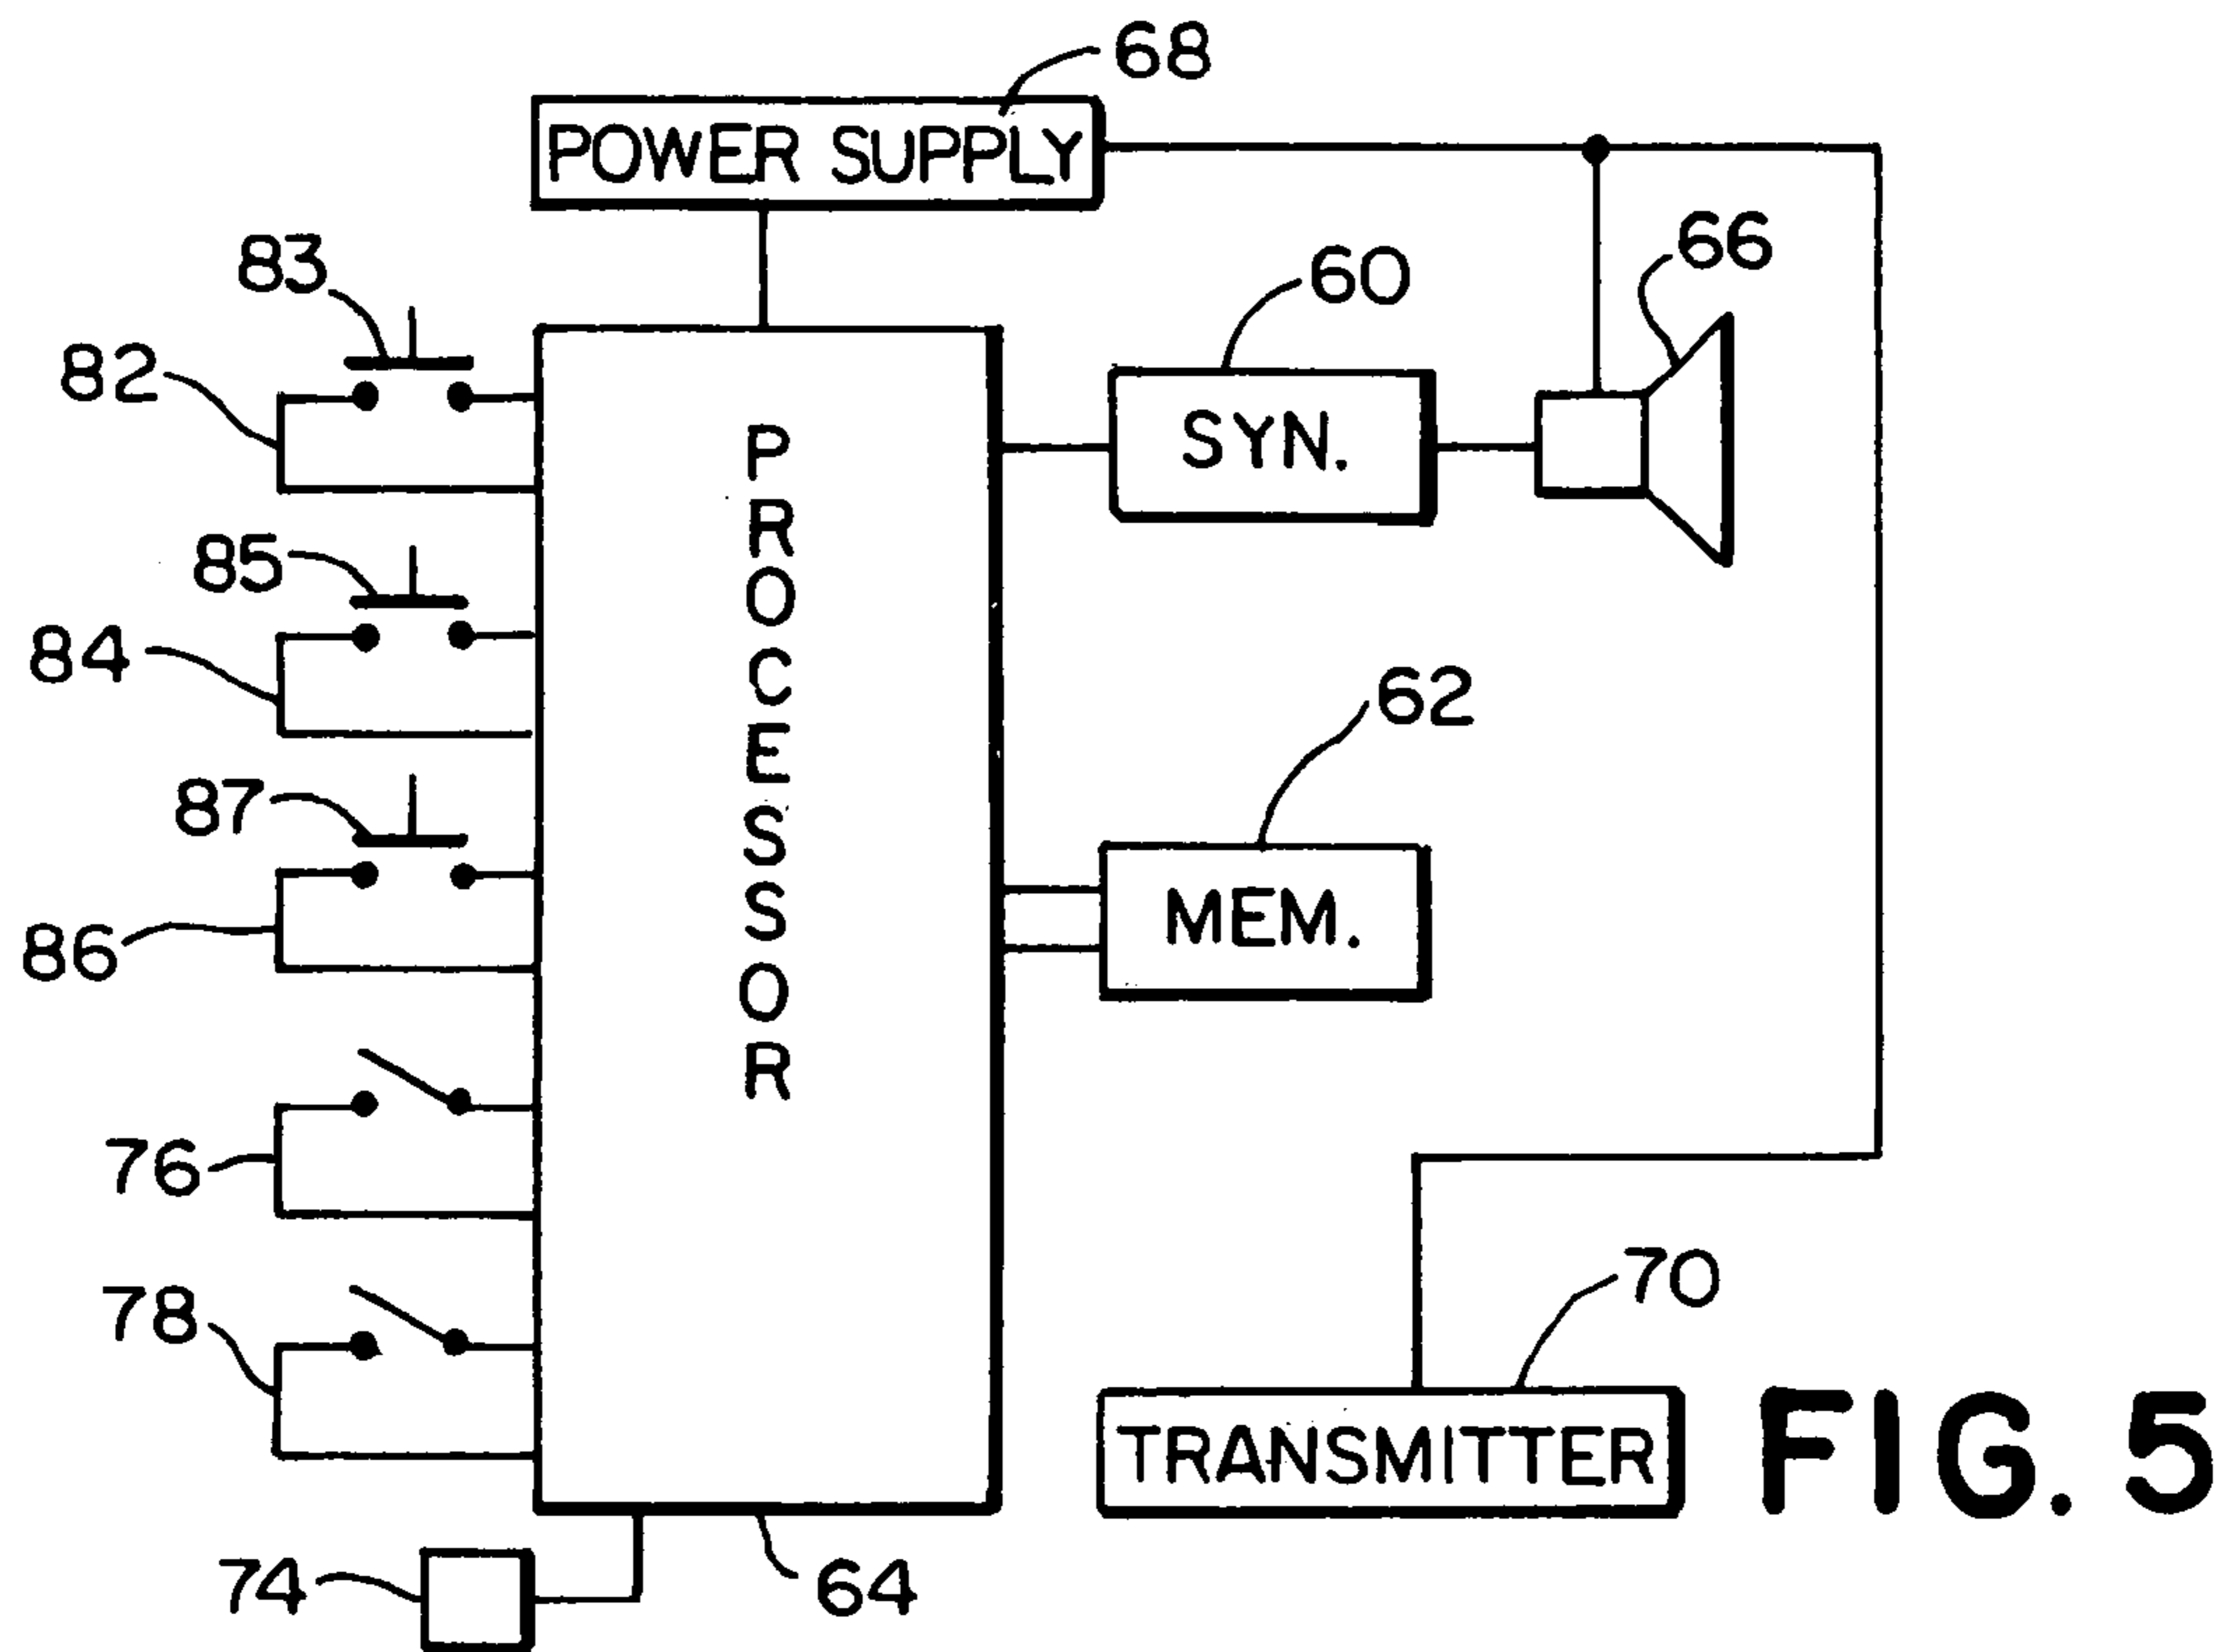 68
POWER SUPPLY
83
66
60
82
SYN.
PROCESSOR
85
84
62
87
MEM.
86
76
70
78
TRANSMITTER
FIG. 5
74
64